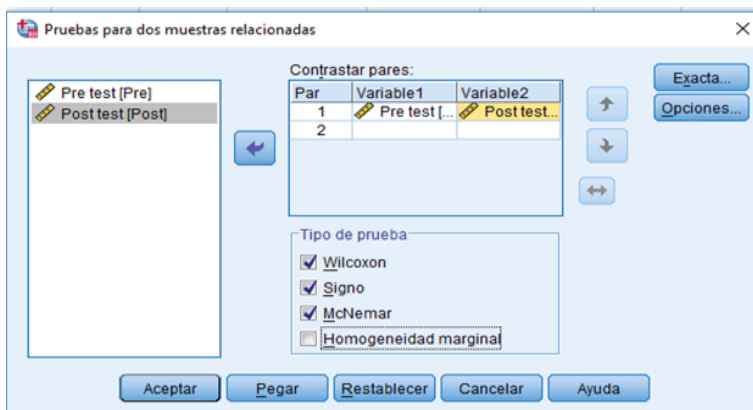 Pruebas para dos muestras relacionadas
Pre test [Pre]
Post test [Post]
Contrastar pares:
Par Variable1 Variable2
1 Pre test [... Post test...
2
Exacta...
Opciones...
Tipo de prueba
Wilcoxon
Signo
McNemar
Homogeneidad marginal
Aceptar Pegar Restablecer Cancelar Ayuda